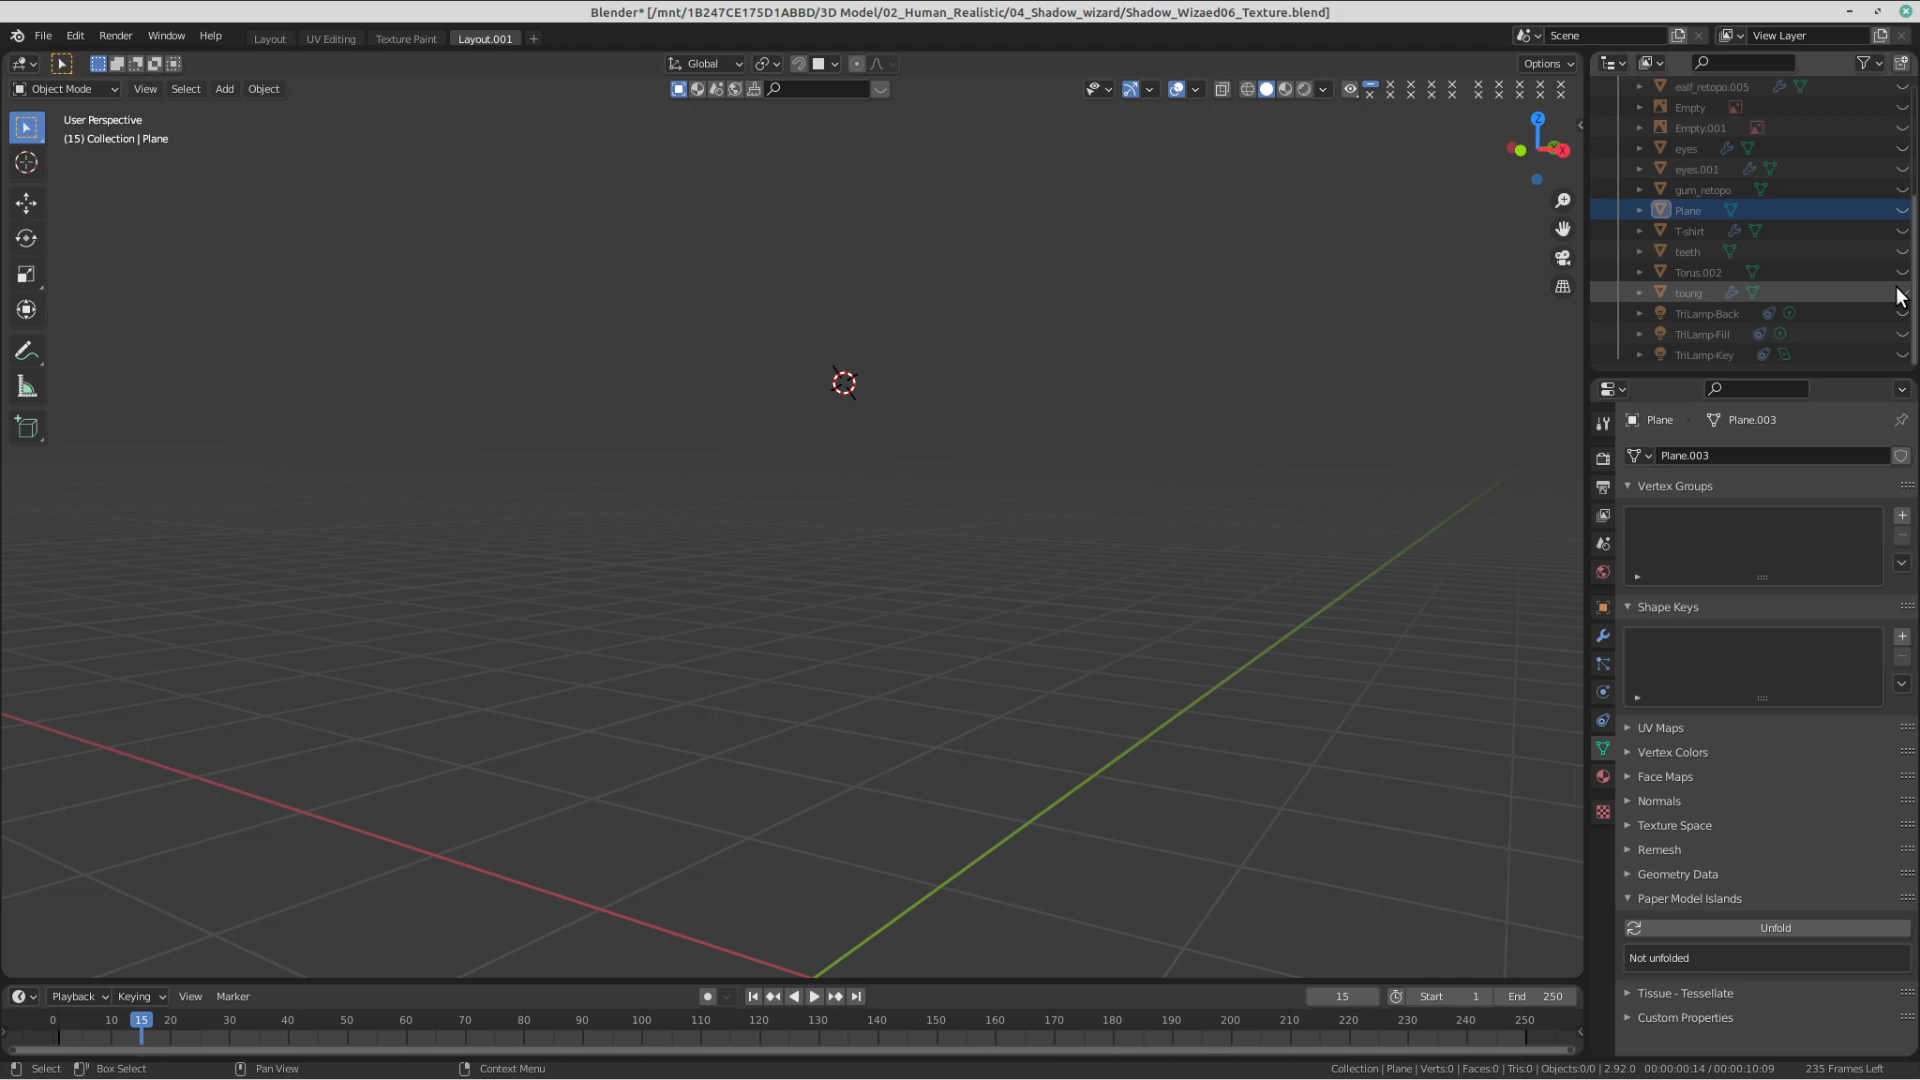 Blender* [/mnt/1B247CE175D1ABBD/3D Model/02_Human_Realistic/04_Shadow_wizard/Shadow_Wizaed06_Texture.blend]
File Edit Render Window Help Layout UV Editing Texture Paint Layout.001 + Scene View Layer
Global Options
Object Mode View Select Add Object
User Perspective
(15) Collection | Plane
Z
X
ealf_retopo.005
Empty
Empty.001
eyes
eyes.001
gum_retopo
Plane
T-shirt
teeth
Torus.002
toung
TriLamp-Back
TriLamp-Fill
TriLamp-Key
Plane Plane.003
Plane.003
Vertex Groups
Shape Keys
UV Maps
Vertex Colors
Face Maps
Normals
Texture Space
Remesh
Geometry Data
Paper Model Islands
Unfold
Not unfolded
Tissue - Tessellate
Custom Properties
Playback Keying View Marker 15 Start 1 End 250
0 10 15 20 30 40 50 60 70 80 90 100 110 120 130 140 150 160 170 180 190 200 210 220 230 240 250
Select Box Select Pan View Context Menu Collection | Plane | Verts:0 | Faces:0 | Tris:0 | Objects:0/0 | 2.92.0 00:00:00:14 / 00:00:10:09 235 Frames Left